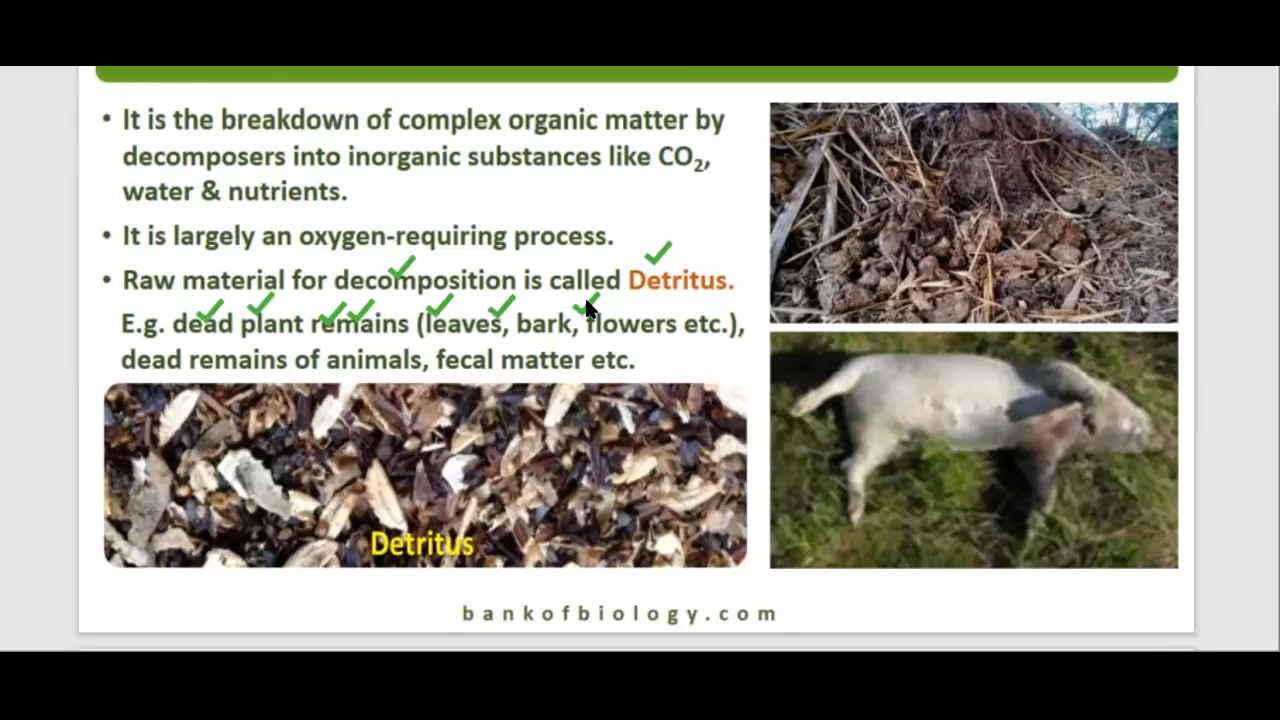 • It is the breakdown of complex organic matter by
decomposers into inorganic substances like CO₂,
water & nutrients.
• It is largely an oxygen-requiring process.
• Raw material for decomposition is called Detritus.
E.g. dead plant remains (leaves, bark, flowers etc.),
dead remains of animals, fecal matter etc.
Detritus
bankofbiology.com